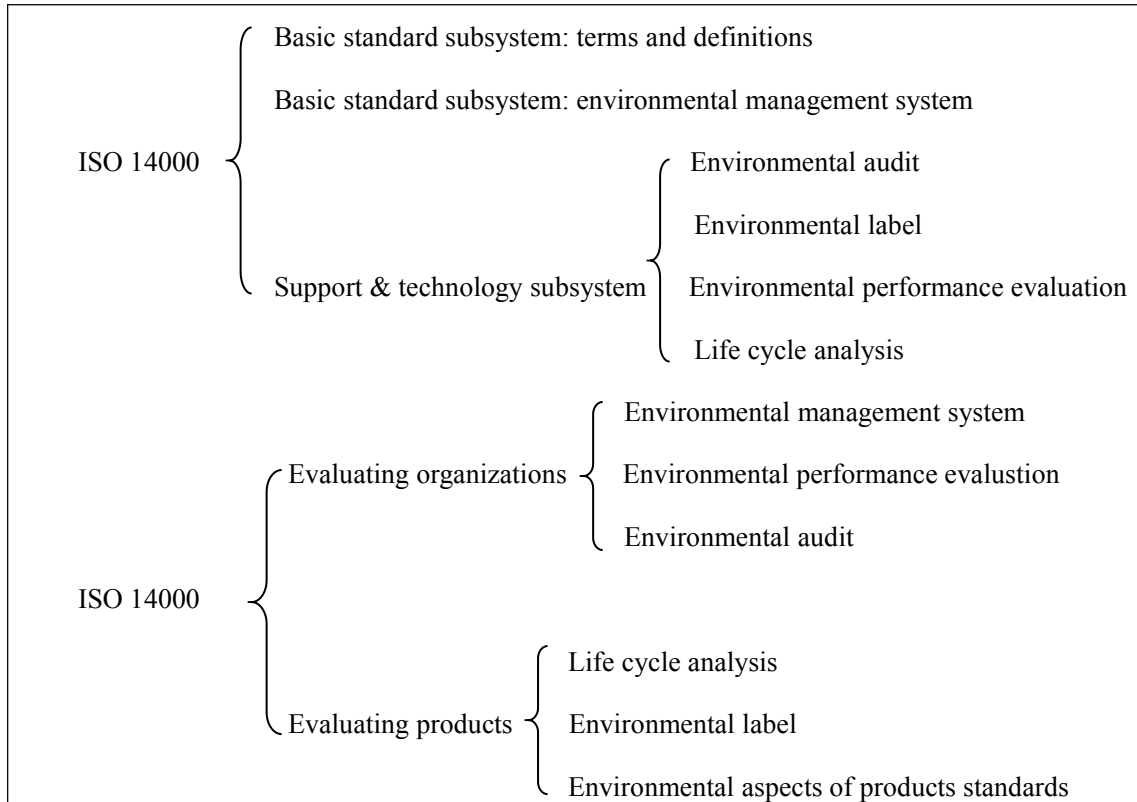 Basic standard subsystem: terms and definitions
Basic standard subsystem: environmental management system
ISO 14000
Environmental audit
Environmental label
Support & technology subsystem
Environmental performance evaluation
Life cycle analysis
Environmental management system
Evaluating organizations
Environmental performance evalustion
Environmental audit
ISO 14000
Life cycle analysis
Evaluating products
Environmental label
Environmental aspects of products standards